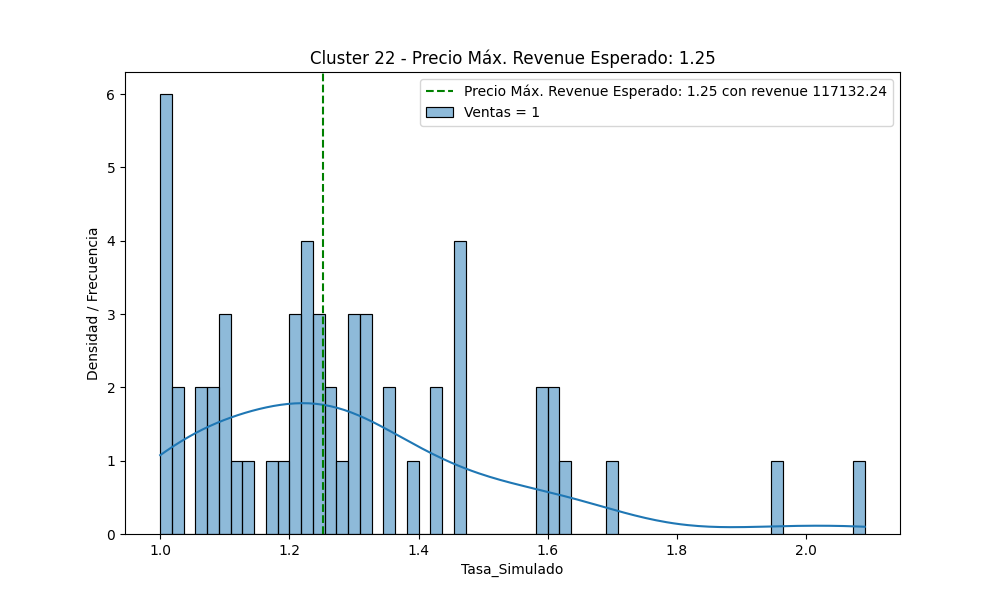 Cluster 22 - Precio Máx. Revenue Esperado: 1.25
Precio Máx. Revenue Esperado: 1.25 con revenue 117132.24
Ventas = 1
Densidad / Frecuencia
6
5
4
3
2
1
0
1.0 1.2 1.4 1.6 1.8 2.0
Tasa_Simulado